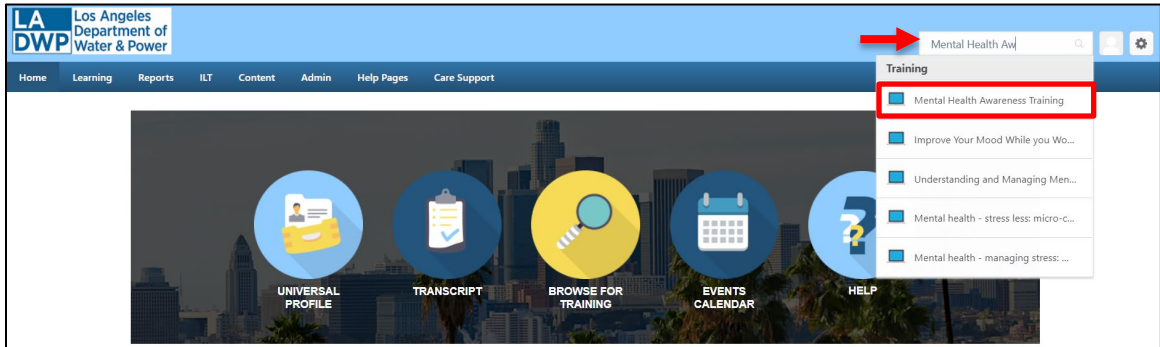 LA
DWP
Los Angeles
Department of
Water & Power
Mental Health Aw
Home Learning Reports ILT Content Admin Help Pages Care Support
Training
Mental Health Awareness Training
Improve Your Mood While you Wo...
Understanding and Managing Men...
Mental health - stress less: micro-c...
Mental health - managing stress: ...
UNIVERSAL
PROFILE
TRANSCRIPT
BROWSE FOR
TRAINING
EVENTS
CALENDAR
??
HELP